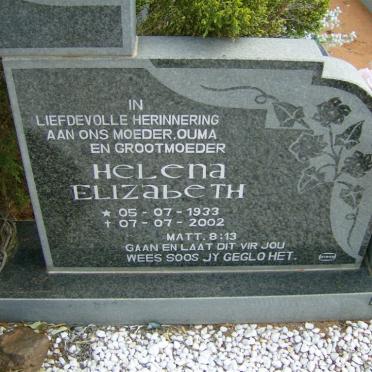 IN
LIEFDEVOLLE HERINNERING
AAN ONS MOEDER, OUMA
EN GROOTMOEDER
HELENA
ELIZABETH
★ 05 - 07 - 1933
† 07 - 07 - 2002
MATT. 8:13
GAAN EN LAAT DIT VIR JOU
WEES SOOS JY GEGLO HET.